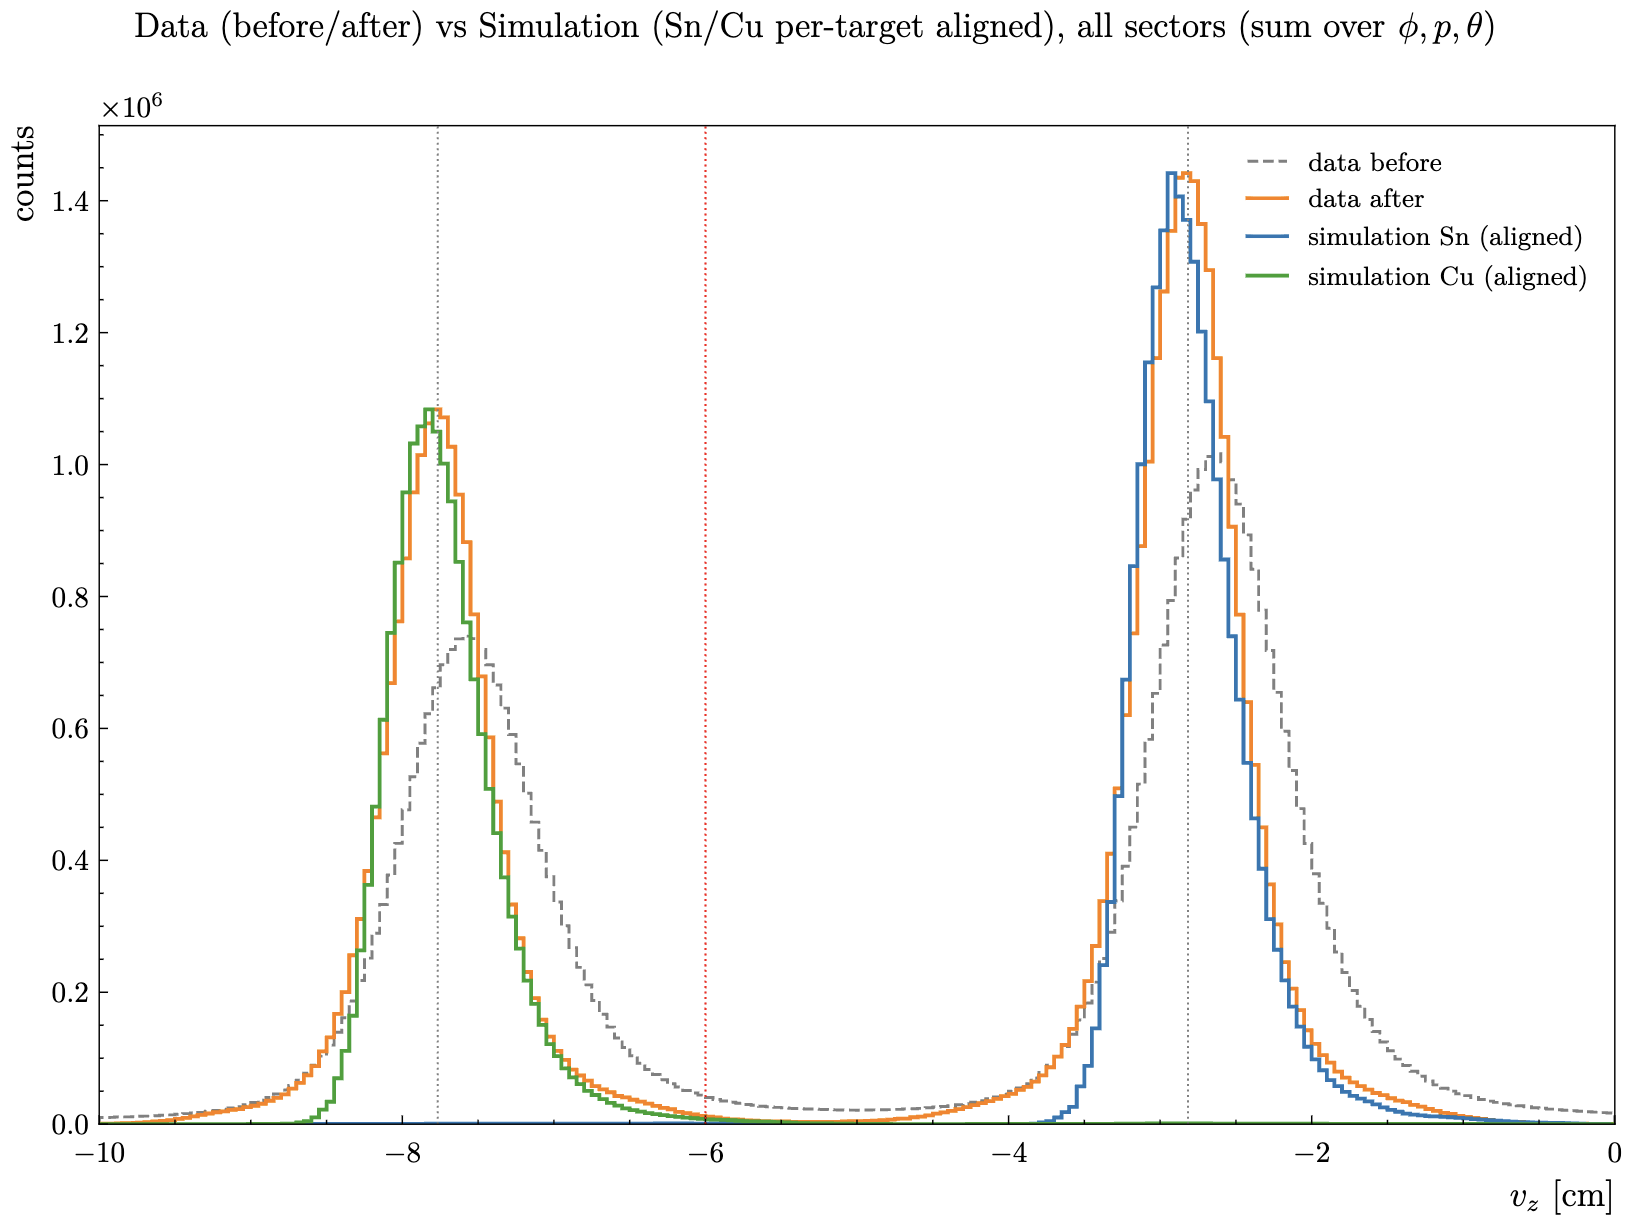 Data (before/after) vs Simulation (Sn/Cu per-target aligned), all sectors (sum over ϕ, p, θ)
×10⁶
counts
data before
data after
simulation Sn (aligned)
simulation Cu (aligned)
1.4
1.2
1.0
0.8
0.6
0.4
0.2
0.0
−10 −8 −6 −4 −2 0
v_z [cm]